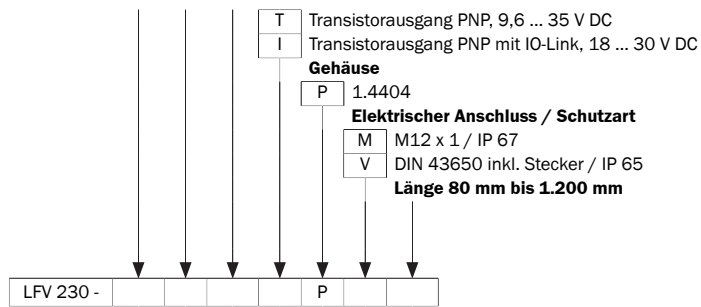 T Transistorausgang PNP, 9,6 ... 35 V DC
I Transistorausgang PNP mit IO-Link, 18 ... 30 V DC
Gehäuse
P 1.4404
Elektrischer Anschluss / Schutzart
M M12 x 1 / IP 67
V DIN 43650 inkl. Stecker / IP 65
Länge 80 mm bis 1.200 mm
LFV 230 - P